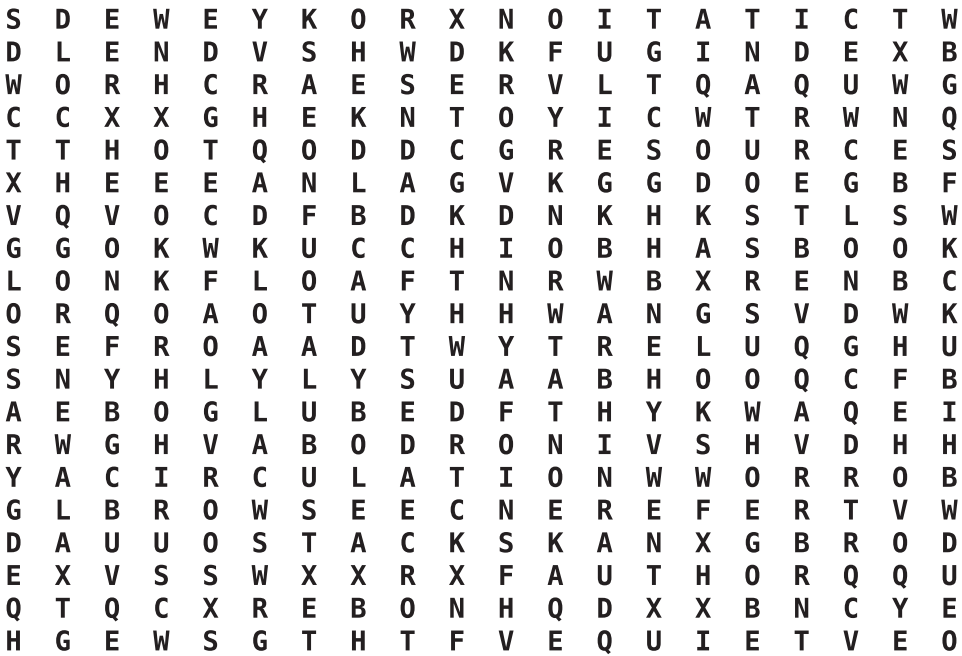 S D E W E Y K O R X N O I T A T I C T W
D L E N D V S H W D K F U G I N D E X B
W O R H C R A E S E R V L T Q A Q U W G
C C X X G H E K N T O Y I C W T R W N Q
T T H O T Q O D D C G R E S O U R C E S
X H E E E A N L A G V K G G D O E G B F
V Q V O C D F B D K D N K H K S T L S W
G G O K W K U C C H I O B H A S B O O K
L O N K F L O A F T N R W B X R E N B C
O R Q O A O T U Y H H W A N G S V D W K
S E F R O A A D T W Y T R E L U Q G H U
S N Y H L Y L Y S U A A B H O O Q C F B
A E B O G L U B E D F T H Y K W A Q E I
R W G H V A B O D R O N I V S H V D H H
Y A C I R C U L A T I O N W W O R R O B
G L B R O W S E E C N E R E F E R T V W
D A U U O S T A C K S K A N X G B R O D
E X V S S W X X R X F A U T H O R Q Q U
Q T Q C X R E B O N H Q D X X B N C Y E
H G E W S G T H T F V E Q U I E T V E O